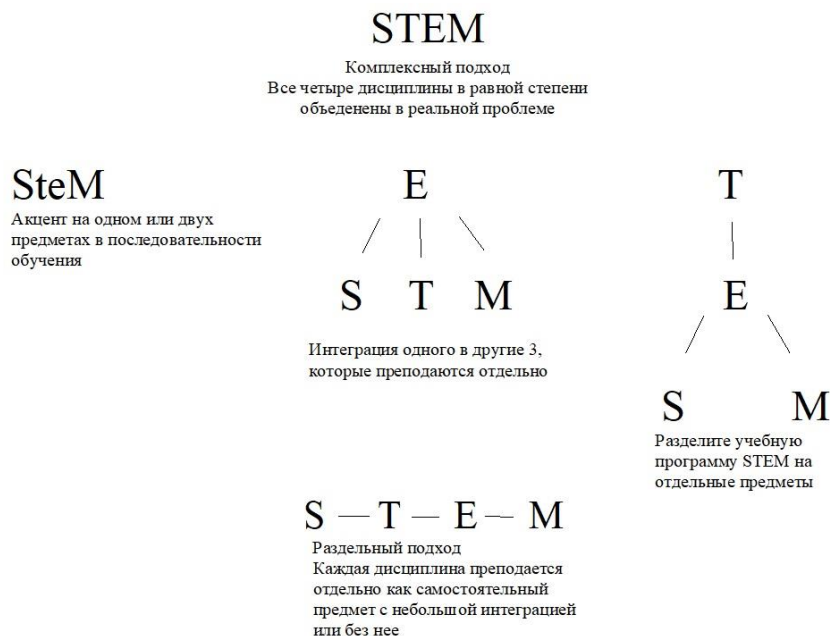 STEM
Комплексный подход
Все четыре дисциплины в равной степени
объеденены в реальной проблеме
SteM
Акцент на одном или двух
предметах в последовательности
обучения
E
S T M
Интеграция одного в другие 3,
которые преподаются отдельно
T
E
S M
Разделите учебную
программу STEM на
отдельные предметы
S — T — E — M
Раздельный подход
Каждая дисциплина преподается
отдельно как самостоятельный
предмет с небольшой интеграцией
или без нее